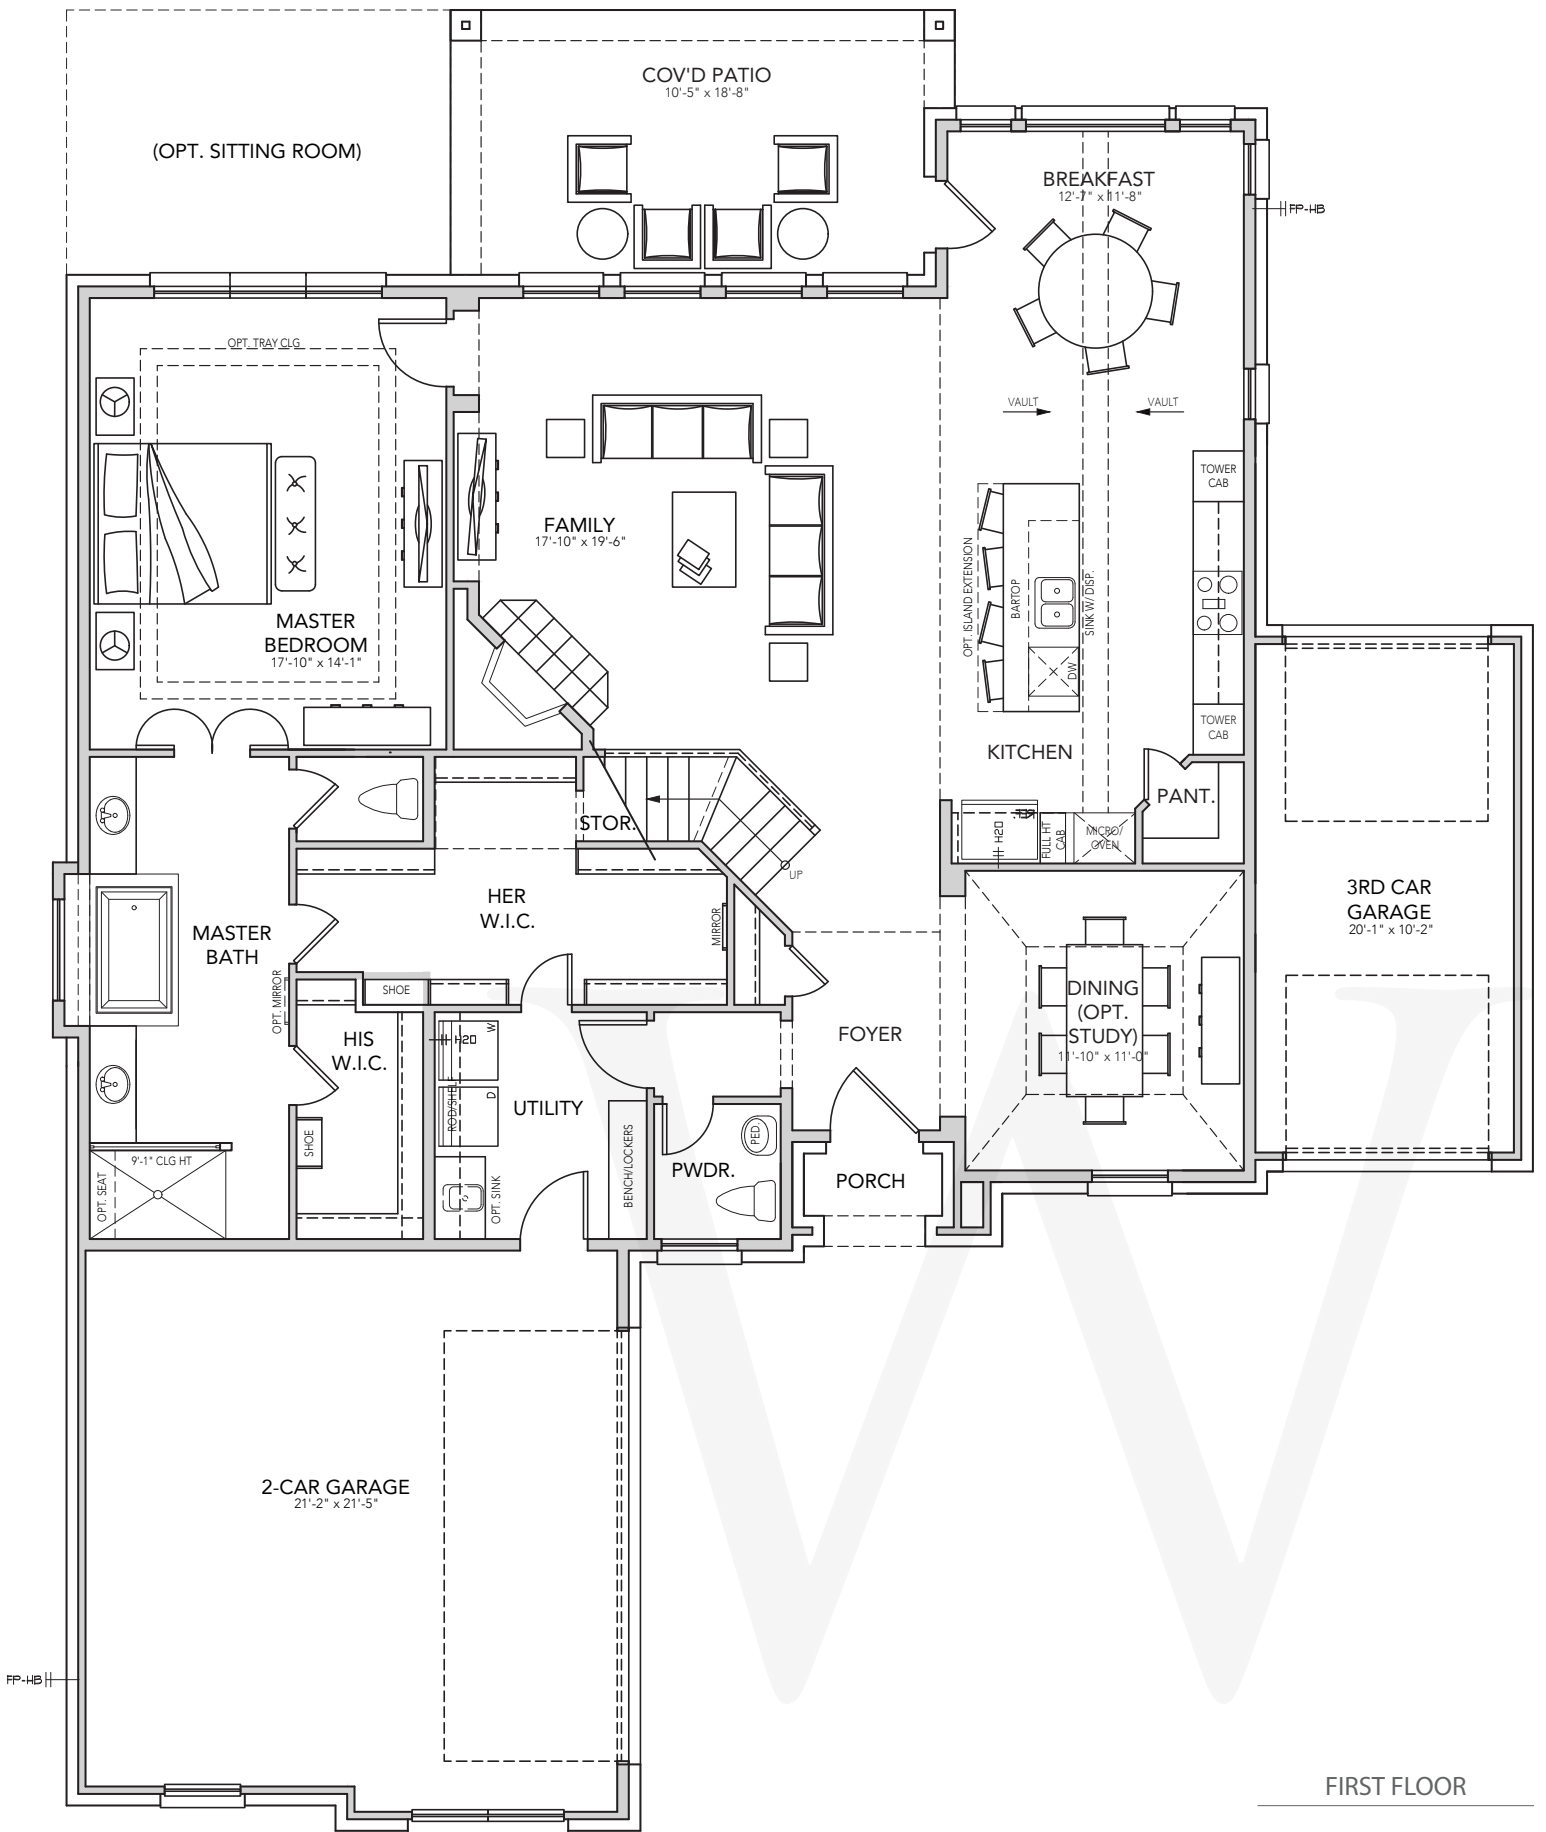 COV'D PATIO
10'-5" x 18'-8"
(OPT. SITTING ROOM)
BREAKFAST
12'-7" x 11'-8"
FP-HB
OPT. TRAY CLG
VAULT
VAULT
TOWER
CAB
FAMILY
17'-10" x 19'-6"
OPT. ISLAND EXTENSION
BARTOP
SINK W/ DISP.
DW
MASTER
BEDROOM
17'-10" x 14'-1"
TOWER
CAB
KITCHEN
PANT.
STOR.
UP
H2O
FULL HT
CAB
MICRO/
OVEN
HER
W.I.C.
MIRROR
3RD CAR
GARAGE
20'-1" x 10'-2"
MASTER
BATH
OPT. MIRROR
SHOE
DINING
(OPT.
STUDY)
11'-10" x 11'-0"
HIS
W.I.C.
H2O
W
FOYER
ROD/SHELF
D
UTILITY
SHOE
BENCH/LOCKERS
PED.
PWDR.
PORCH
9'-1" CLG HT
OPT. SEAT
OPT. SINK
2-CAR GARAGE
21'-2" x 21'-5"
FP-HB
FIRST FLOOR
W